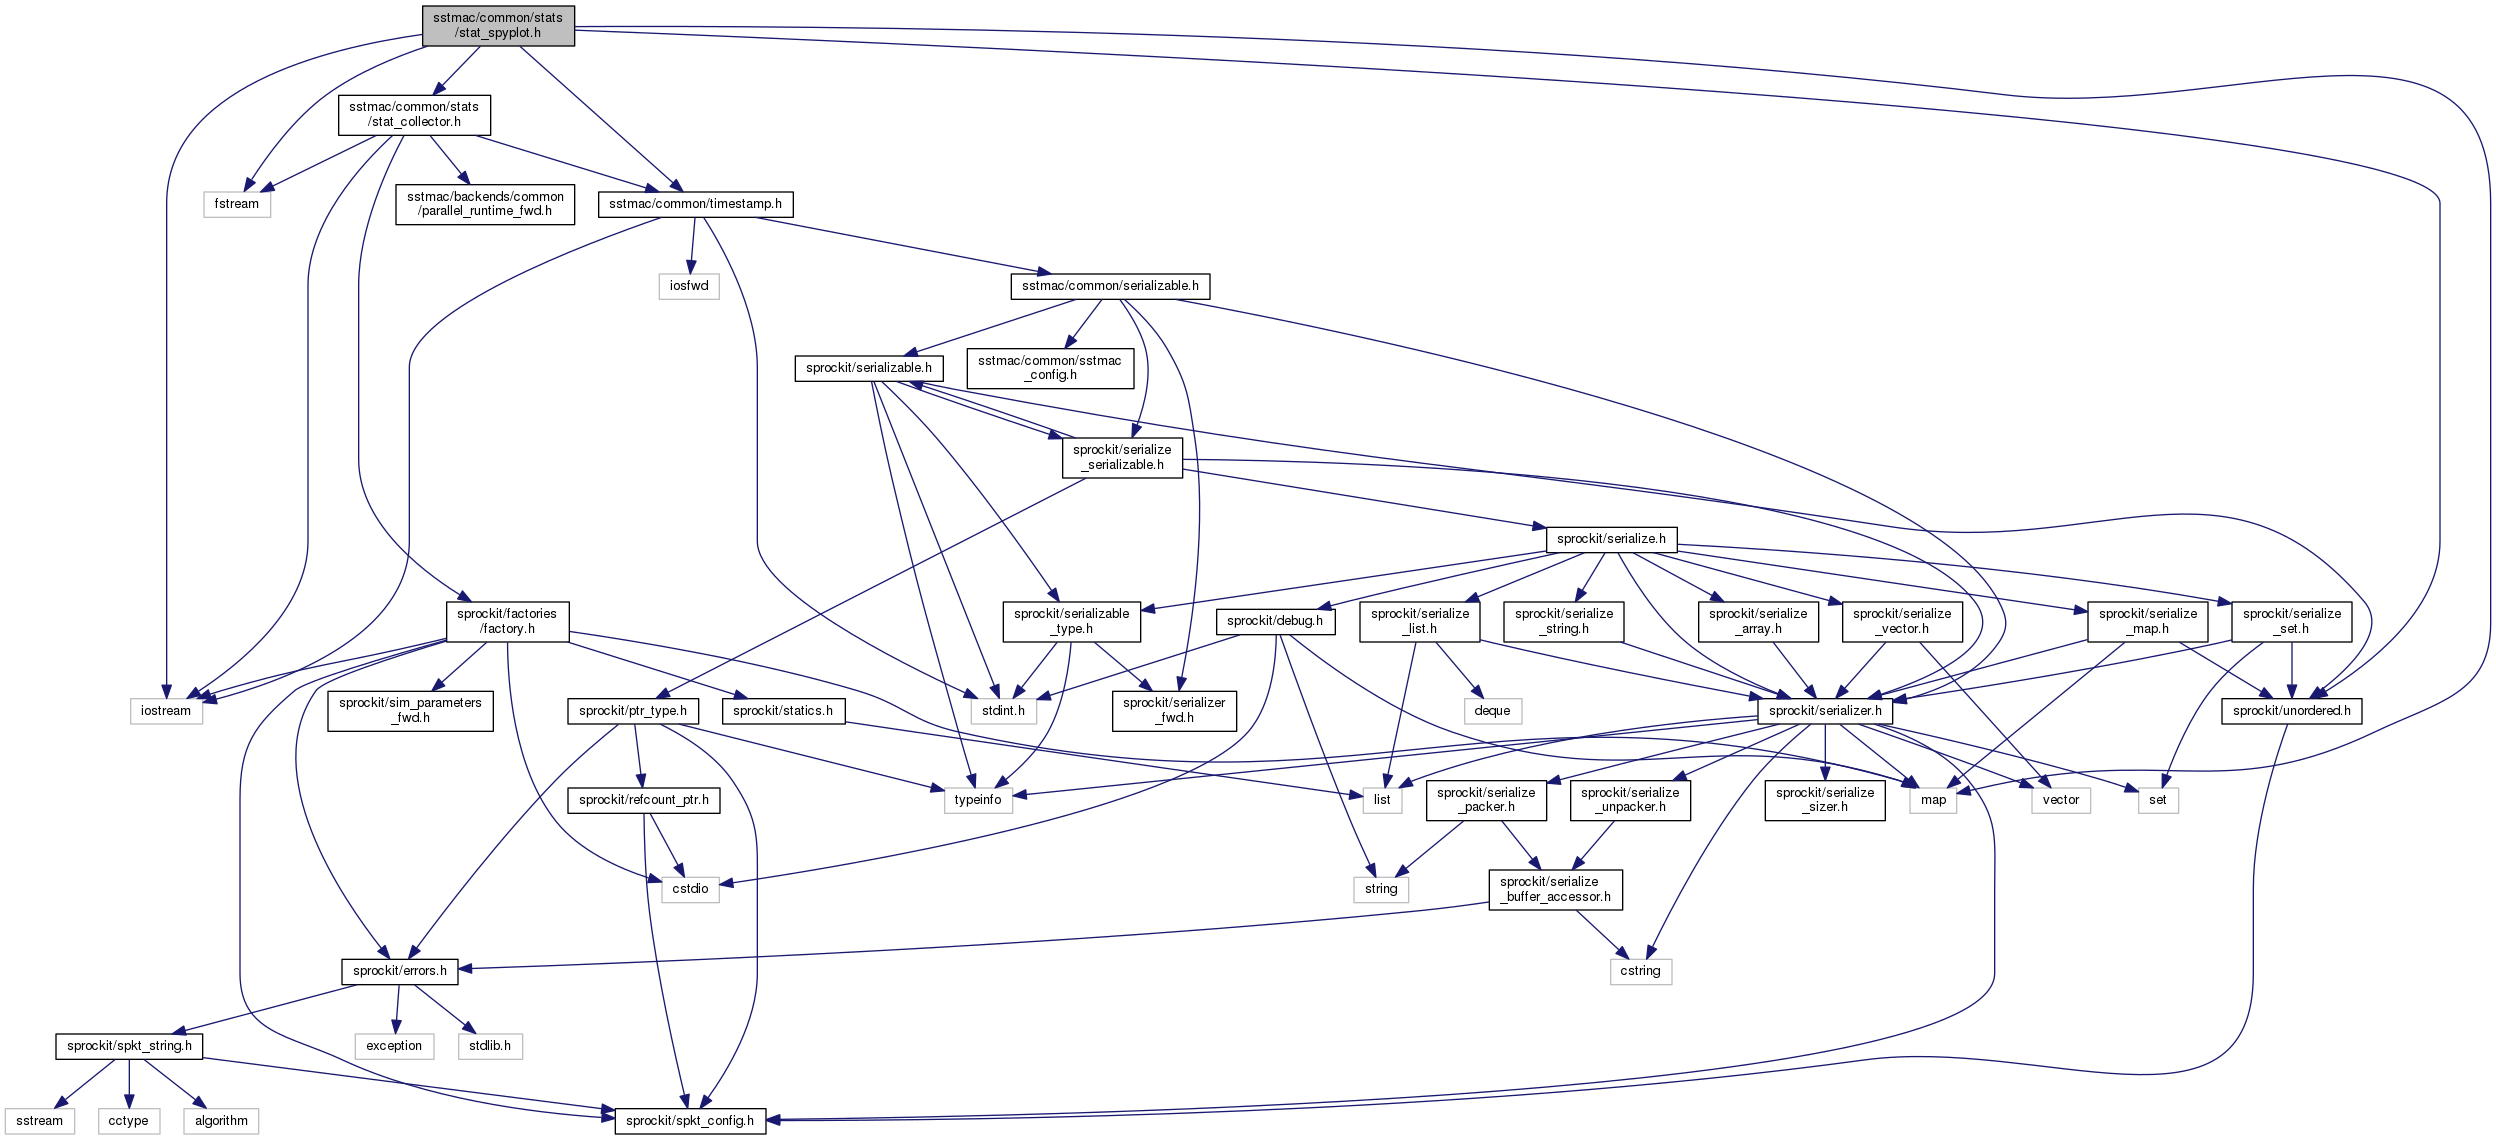 sstmac/common/stats
/stat_spyplot.h
sstmac/common/stats
/stat_collector.h
fstream
sstmac/backends/common
/parallel_runtime_fwd.h
sstmac/common/timestamp.h
iosfwd
sstmac/common/serializable.h
sprockit/serializable.h
sstmac/common/sstmac
_config.h
sprockit/serialize
_serializable.h
sprockit/serialize.h
sprockit/factories
/factory.h
sprockit/serializable
_type.h
sprockit/debug.h
sprockit/serialize
_list.h
sprockit/serialize
_string.h
sprockit/serialize
_array.h
sprockit/serialize
_vector.h
sprockit/serialize
_map.h
sprockit/serialize
_set.h
iostream
sprockit/sim_parameters
_fwd.h
sprockit/ptr_type.h
sprockit/statics.h
stdint.h
sprockit/serializer
_fwd.h
deque
sprockit/serializer.h
sprockit/unordered.h
sprockit/refcount_ptr.h
typeinfo
list
sprockit/serialize
_packer.h
sprockit/serialize
_unpacker.h
sprockit/serialize
_sizer.h
map
vector
set
cstdio
string
sprockit/serialize
_buffer_accessor.h
sprockit/errors.h
cstring
sprockit/spkt_string.h
exception
stdlib.h
sstream
cctype
algorithm
sprockit/spkt_config.h